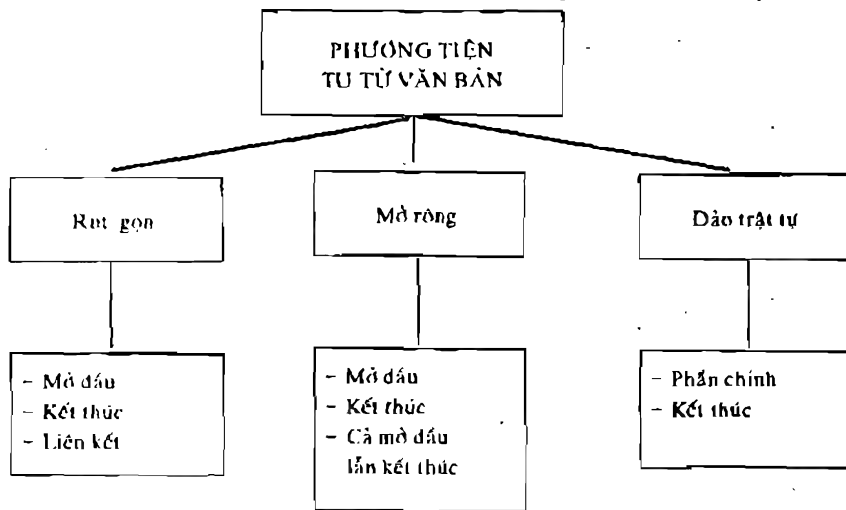 PHƯƠNG TIỆN
TU TỪ VĂN BẢN
Rút gọn
Mở rộng
Đảo trật tự
– Mở đầu
– Kết thúc
– Liên kết
– Mở đầu
– Kết thúc
– Cả mở đầu
lẫn kết thúc
– Phần chính
– Kết thúc